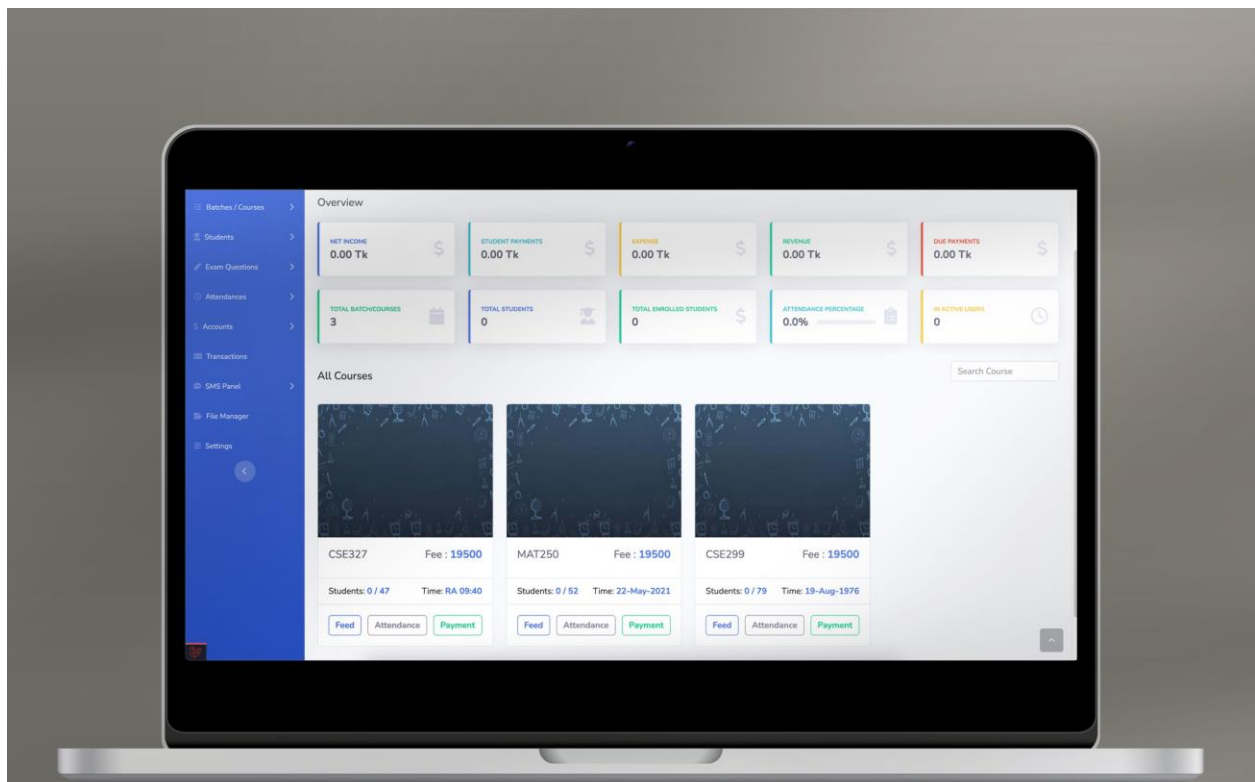 Batches / Courses
Students
Exam Questions
Attendances
Accounts
Transactions
SMS Panel
File Manager
Settings
Overview
NET INCOME
0.00 Tk
STUDENT PAYMENTS
0.00 Tk
EXPENSE
0.00 Tk
REVENUE
0.00 Tk
DUE PAYMENTS
0.00 Tk
TOTAL BATCH/COURSES
3
TOTAL STUDENTS
0
TOTAL ENROLLED STUDENTS
0
ATTENDANCE PERCENTAGE
0.0%
IN ACTIVE USERS
0
All Courses
Search Course
CSE327 Fee : 19500
Students: 0 / 47 Time: RA 09:40
Feed Attendance Payment
MAT250 Fee : 19500
Students: 0 / 52 Time: 22-May-2021
Feed Attendance Payment
CSE299 Fee : 19500
Students: 0 / 79 Time: 19-Aug-1976
Feed Attendance Payment